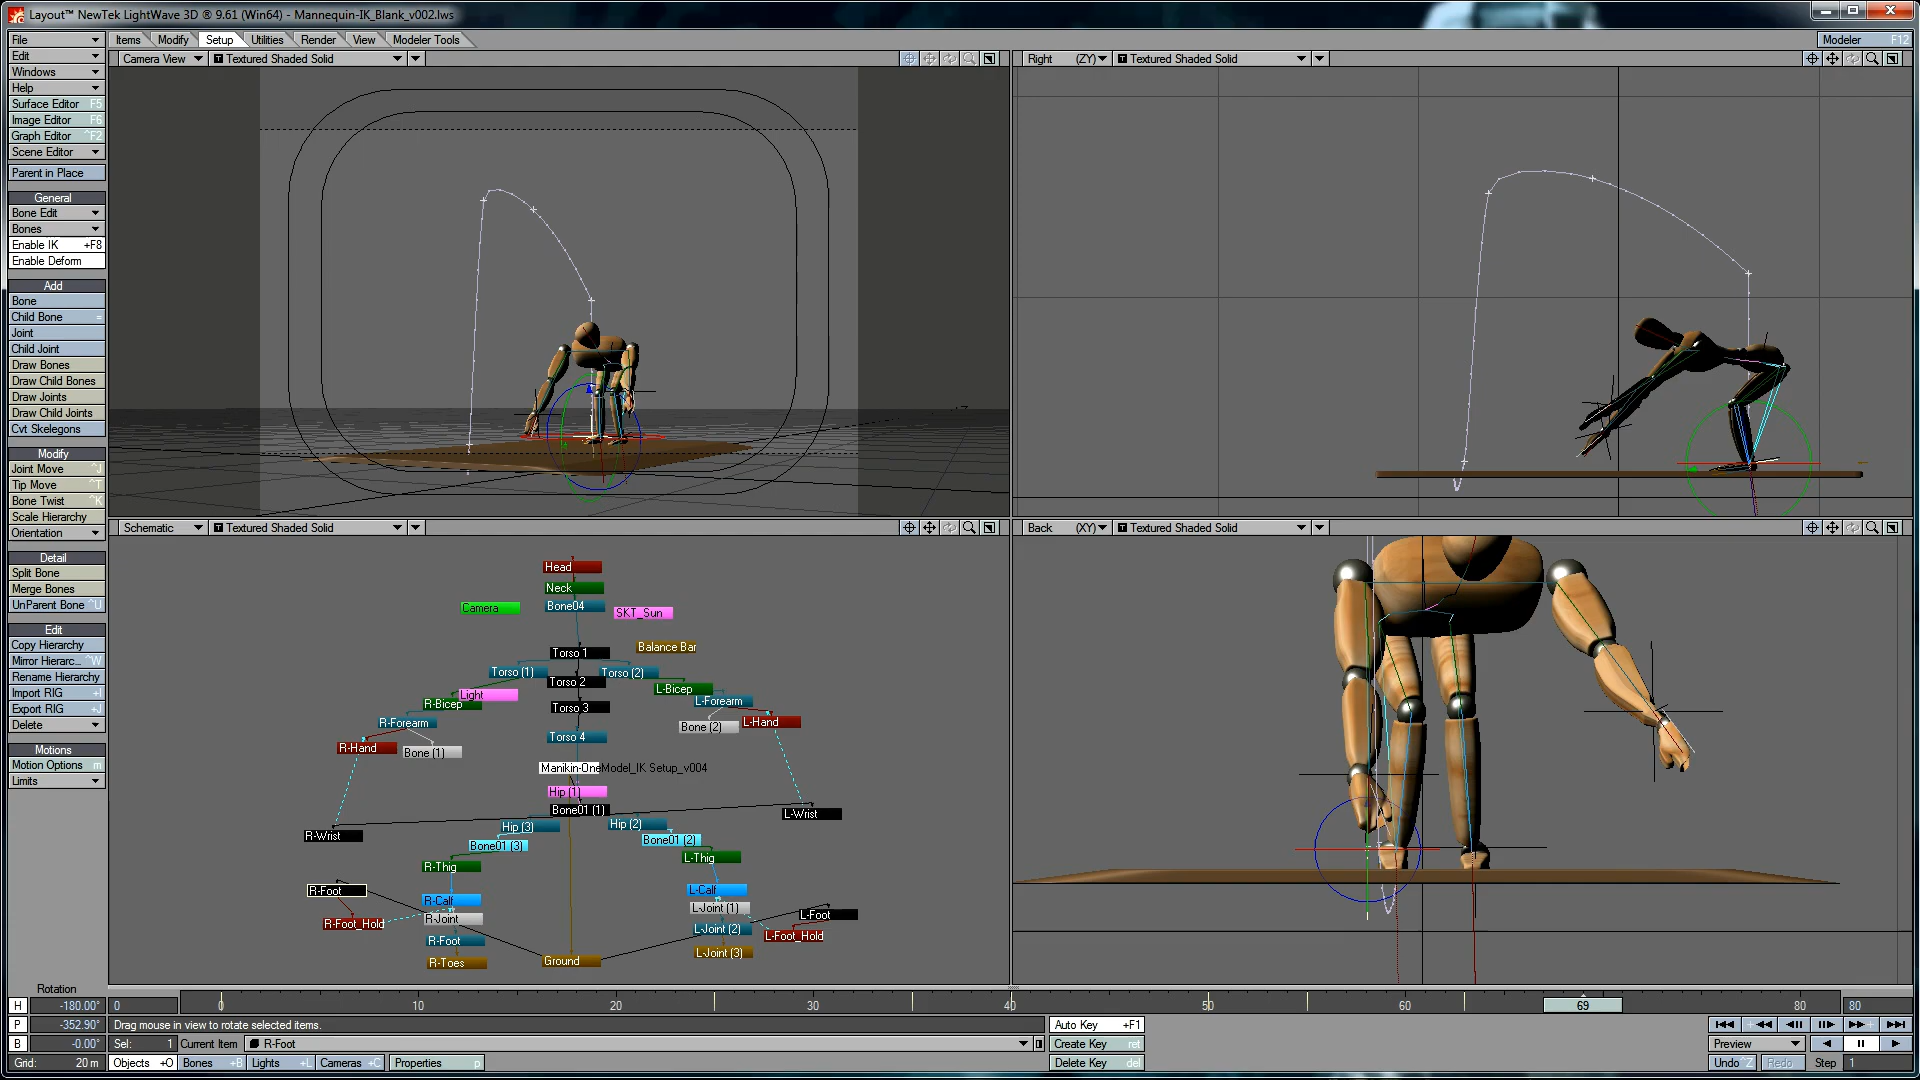 Layout™ NewTek LightWave 3D ® 9.61 (Win64) - Mannequin-IK_Blank_v002.lws
File
Edit
Windows
Help
Surface Editor F5
Image Editor F6
Graph Editor ^F2
Scene Editor
Parent in Place
General
Bone Edit
Bones
Enable IK +F8
Enable Deform
Add
Bone
Child Bone =
Joint
Child Joint
Draw Bones
Draw Child Bones
Draw Joints
Draw Child Joints
Cvt Skelegons
Modify
Joint Move ^J
Tip Move ^T
Bone Twist ^K
Scale Hierarchy
Orientation
Detail
Split Bone
Merge Bones
UnParent Bone ^U
Edit
Copy Hierarchy
Mirror Hierarc... ^W
Rename Hierarchy
Import RIG +I
Export RIG +J
Delete
Motions
Motion Options m
Limits
Items Modify Setup Utilities Render View Modeler Tools
Modeler F12
Camera View Textured Shaded Solid
Right (ZY) Textured Shaded Solid
Schematic Textured Shaded Solid
Back (XY) Textured Shaded Solid
Head
Neck
Camera
Bone04
SKT_Sun
Balance Bar
Torso 1
Torso (1)
Torso (2)
Torso 2
L-Bicep
Light
R-Bicep
L-Forearm
Torso 3
R-Forearm
L-Hand
Bone (2)
Torso 4
R-Hand
Bone (1)
Manikin-OneModel_IK Setup_v004
Hip (1)
Bone01 (1)
L-Wrist
Hip (3)
Hip (2)
R-Wrist
Bone01 (3)
Bone01 (2)
R-Thig
L-Thig
R-Foot
L-Calf
R-Calf
L-Joint (1)
L-Foot
R-Foot_Hold
R-Joint
L-Joint (2)
L-Foot_Hold
R-Foot
L-Joint (3)
R-Toes
Ground
Rotation
H -180.00°
P -352.90°
B -0.00°
Grid: 20 m
0 0 10 20 30 40 50 60 69 80 80
Drag mouse in view to rotate selected items.
Sel: 1 Current Item R-Foot
Objects +O Bones +B Lights +L Cameras +C Properties p
Auto Key +F1
Create Key ret
Delete Key del
Preview
Undo ^Z Redo Step 1